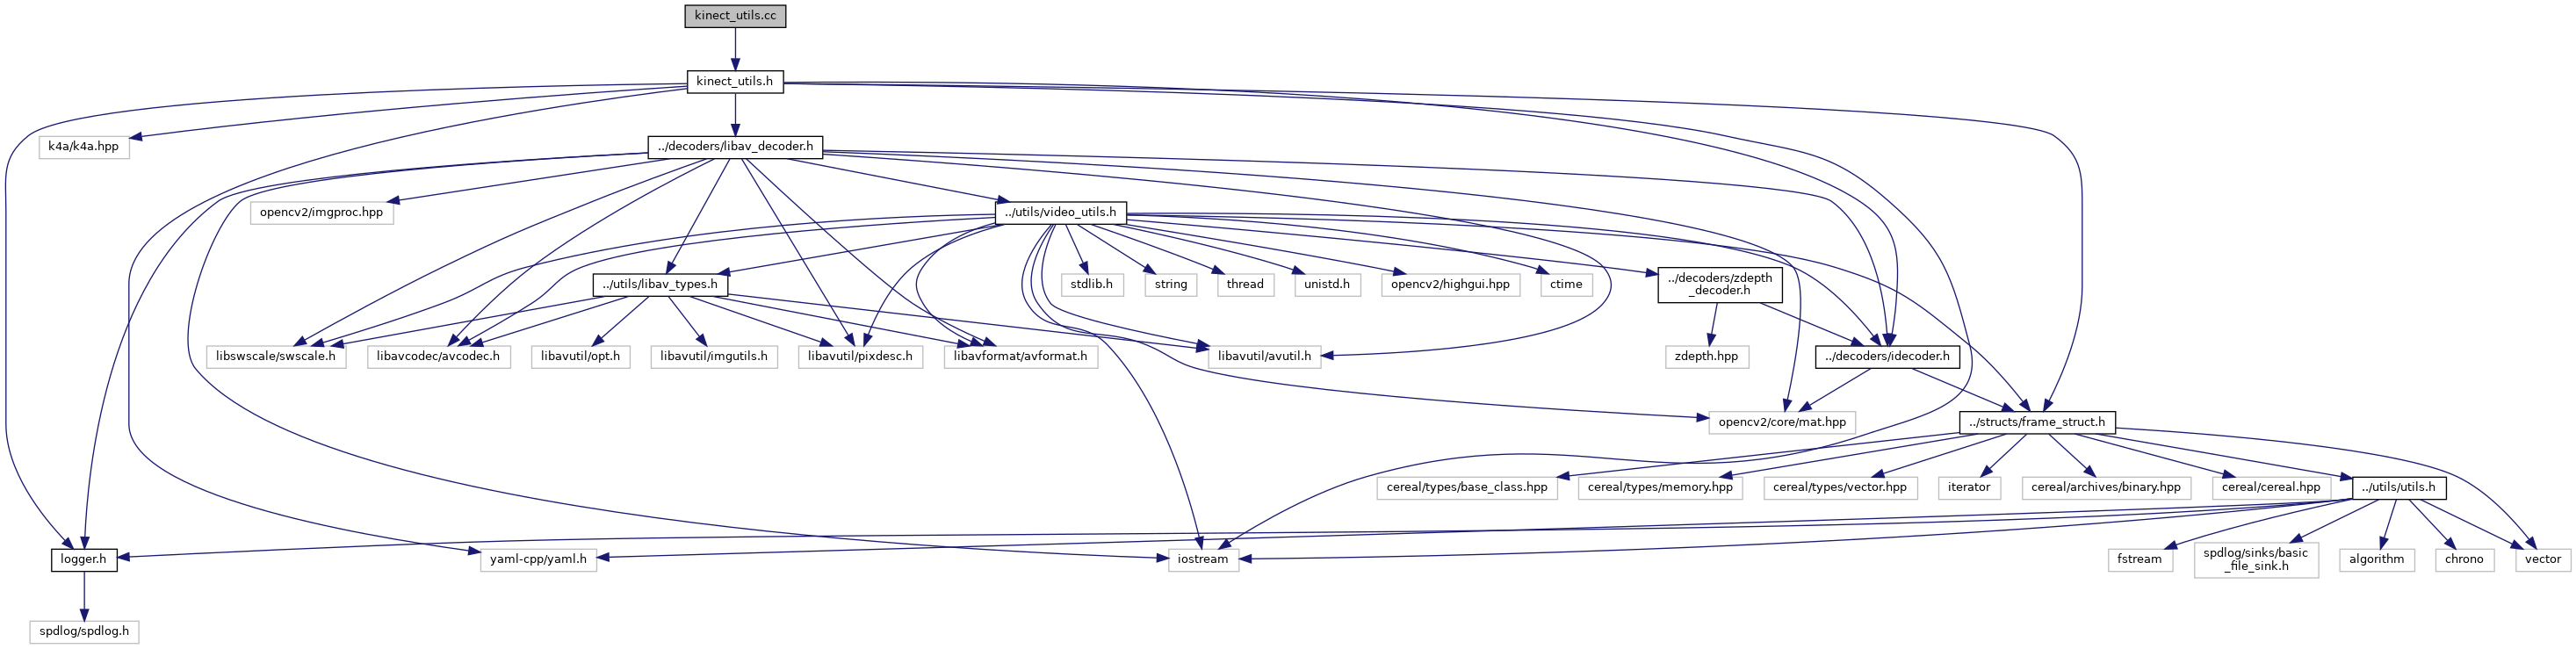 kinect_utils.cc
kinect_utils.h
k4a/k4a.hpp
../decoders/libav_decoder.h
opencv2/imgproc.hpp
../utils/video_utils.h
../utils/libav_types.h
stdlib.h
string
thread
unistd.h
opencv2/highgui.hpp
ctime
../decoders/zdepth
_decoder.h
libswscale/swscale.h
libavcodec/avcodec.h
libavutil/opt.h
libavutil/imgutils.h
libavutil/pixdesc.h
libavformat/avformat.h
libavutil/avutil.h
zdepth.hpp
../decoders/idecoder.h
opencv2/core/mat.hpp
../structs/frame_struct.h
cereal/types/base_class.hpp
cereal/types/memory.hpp
cereal/types/vector.hpp
iterator
cereal/archives/binary.hpp
cereal/cereal.hpp
../utils/utils.h
logger.h
yaml-cpp/yaml.h
iostream
fstream
spdlog/sinks/basic
_file_sink.h
algorithm
chrono
vector
spdlog/spdlog.h